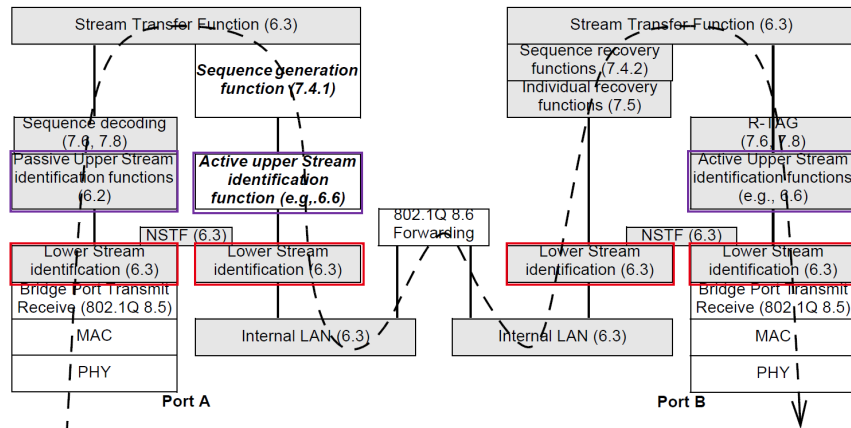 Stream Transfer Function (6.3)
Sequence generation
function (7.4.1)
Sequence decoding
(7.6, 7.8)
Passive Upper Stream
identification functions
(6.2)
Active upper Stream
identification
function (e.g,.6.6)
NSTF (6.3)
Lower Stream
identification (6.3)
Lower Stream
identification (6.3)
Bridge Port Transmit
Receive (802.1Q 8.5)
MAC
PHY
Internal LAN (6.3)
Port A
802.1Q 8.6
Forwarding
Stream Transfer Function (6.3)
Sequence recovery
functions (7.4.2)
Individual recovery
functions (7.5)
R-TAG
(7.6, 7.8)
Active Upper Stream
identification functions
(e.g., 6.6)
NSTF (6.3)
Lower Stream
identification (6.3)
Lower Stream
identification (6.3)
Internal LAN (6.3)
Bridge Port Transmit
Receive (802.1Q 8.5)
MAC
PHY
Port B